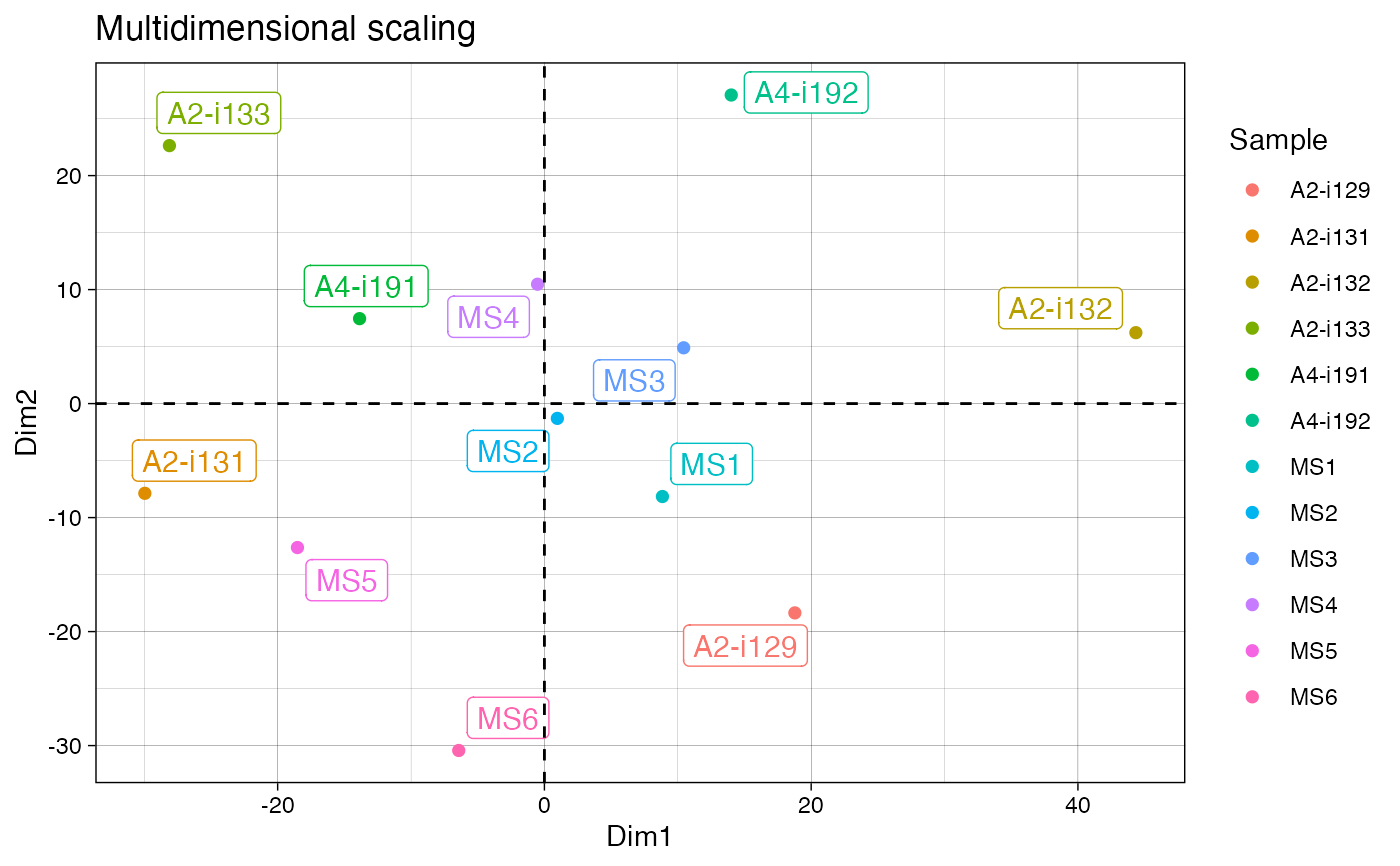 Multidimensional scaling
A4-i192
A2-i133
20
A4-i191
10
MS4
A2-i132
MS3
0
MS2
MS1
A2-i131
-10
MS5
-20
A2-i129
MS6
-30
-20
0
20
40
Dim1
Dim2
Sample
A2-i129
A2-i131
A2-i132
A2-i133
A4-i191
A4-i192
MS1
MS2
MS3
MS4
MS5
MS6